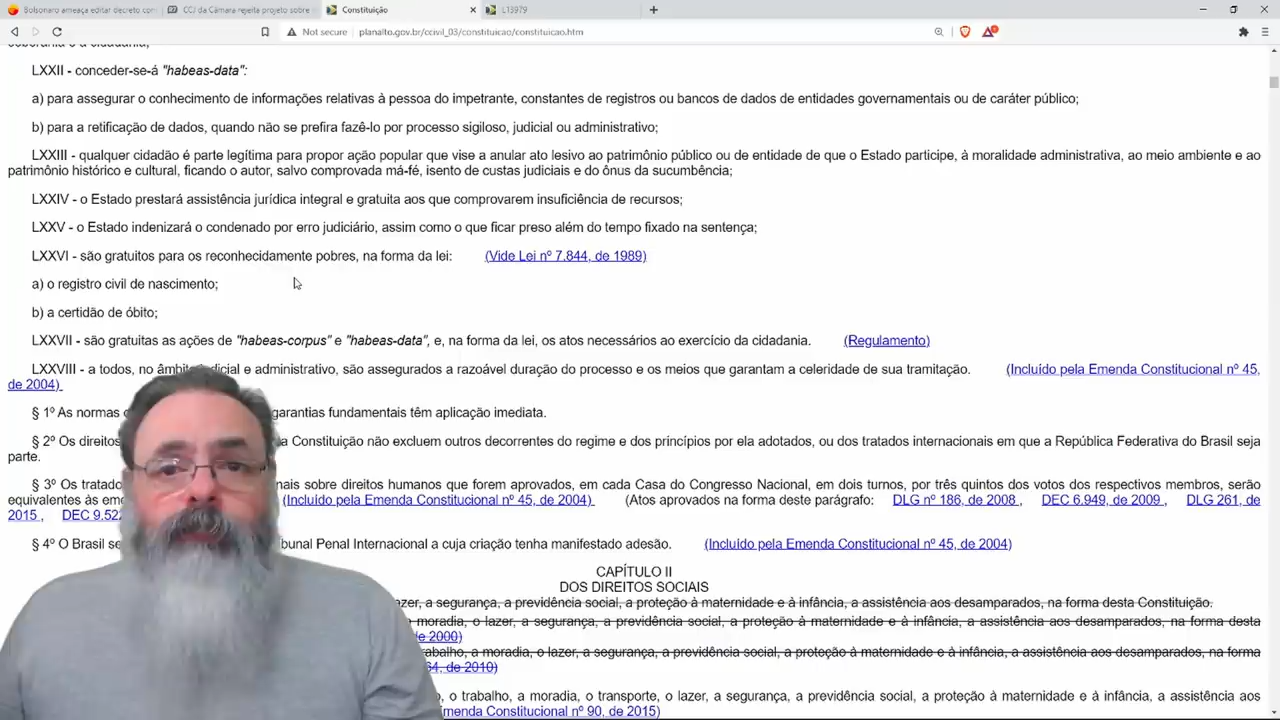 Bolsonaro ameaça editar decreto con
CCJ da Câmara rejeita projeto sobre
Constituição
L13979
Not secure
planalto.gov.br/ccivil_03/constituicao/constituicao.htm
soberania e à cidadania;
LXXII - conceder-se-á "habeas-data":
a) para assegurar o conhecimento de informações relativas à pessoa do impetrante, constantes de registros ou bancos de dados de entidades governamentais ou de caráter público;
b) para a retificação de dados, quando não se prefira fazê-lo por processo sigiloso, judicial ou administrativo;
LXXIII - qualquer cidadão é parte legítima para propor ação popular que vise a anular ato lesivo ao patrimônio público ou de entidade de que o Estado participe, à moralidade administrativa, ao meio ambiente e ao
patrimônio histórico e cultural, ficando o autor, salvo comprovada má-fé, isento de custas judiciais e do ônus da sucumbência;
LXXIV - o Estado prestará assistência jurídica integral e gratuita aos que comprovarem insuficiência de recursos;
LXXV - o Estado indenizará o condenado por erro judiciário, assim como o que ficar preso além do tempo fixado na sentença;
LXXVI - são gratuitos para os reconhecidamente pobres, na forma da lei: (Vide Lei nº 7.844, de 1989)
a) o registro civil de nascimento;
b) a certidão de óbito;
LXXVII - são gratuitas as ações de "habeas-corpus" e "habeas-data", e, na forma da lei, os atos necessários ao exercício da cidadania. (Regulamento)
LXXVIII - a todos, no âmbito judicial e administrativo, são assegurados a razoável duração do processo e os meios que garantam a celeridade de sua tramitação. (Incluído pela Emenda Constitucional nº 45,
de 2004)
§ 1º As normas garantias fundamentais têm aplicação imediata.
§ 2º Os direitos a Constituição não excluem outros decorrentes do regime e dos princípios por ela adotados, ou dos tratados internacionais em que a República Federativa do Brasil seja
parte.
§ 3º Os tratado nais sobre direitos humanos que forem aprovados, em cada Casa do Congresso Nacional, em dois turnos, por três quintos dos votos dos respectivos membros, serão
equivalentes às em (Incluído pela Emenda Constitucional nº 45, de 2004) (Atos aprovados na forma deste parágrafo: DLG nº 186, de 2008 , DEC 6.949, de 2009 , DLG 261, de
2015 , DEC 9.522
§ 4º O Brasil se bunal Penal Internacional a cuja criação tenha manifestado adesão. (Incluído pela Emenda Constitucional nº 45, de 2004)
CAPÍTULO II
DOS DIREITOS SOCIAIS
azer, a segurança, a previdência social, a proteção à maternidade e à infância, a assistência aos desamparados, na forma desta Constituição.
moradia, o lazer, a segurança, a previdência social, a proteção à maternidade e à infância, a assistência aos desamparados, na forma desta
de 2000)
rabalho, a moradia, o lazer, a segurança, a previdência social, a proteção à maternidade e à infância, a assistência aos desamparados, na forma
64, de 2010)
, o trabalho, a moradia, o transporte, o lazer, a segurança, a previdência social, a proteção à maternidade e à infância, a assistência aos
menda Constitucional nº 90, de 2015)